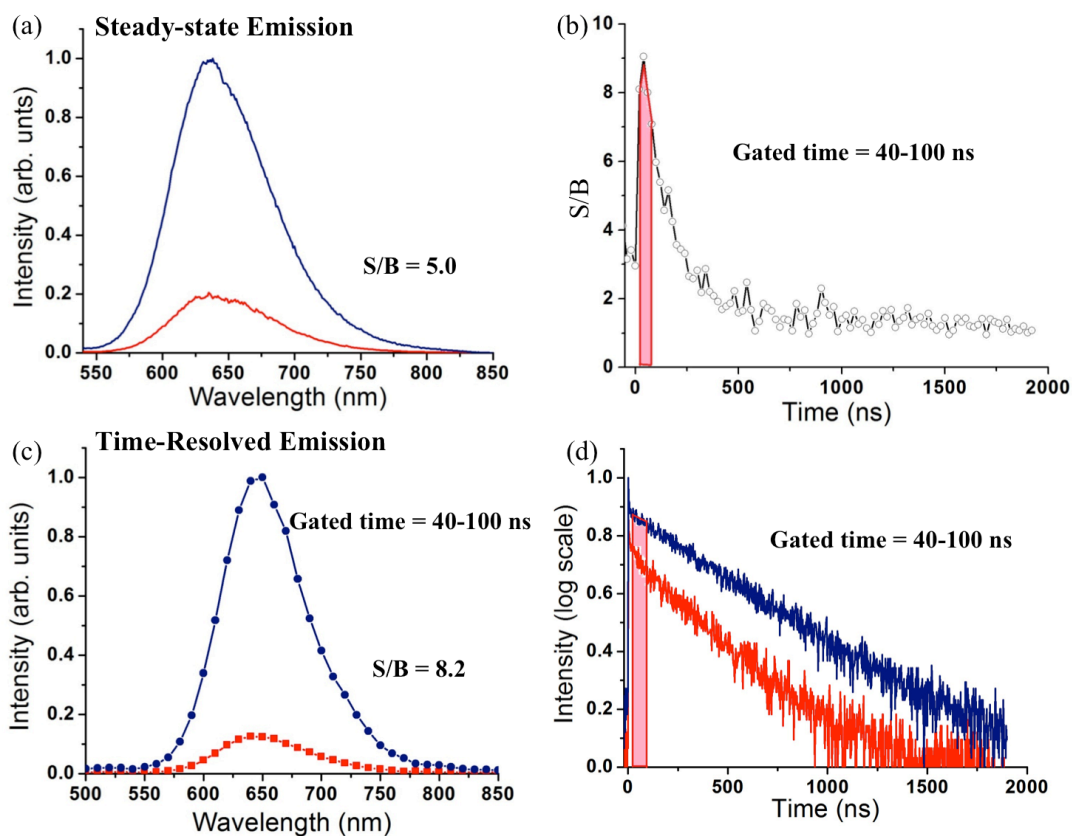 (a) Steady-state Emission
Intensity (arb. units)
1.0
0.8
0.6
0.4
0.2
0.0
S/B = 5.0
550 600 650 700 750 800 850
Wavelength (nm)
(b)
S/B
10
8
6
4
2
0
Gated time = 40-100 ns
0 500 1000 1500 2000
Time (ns)
(c) Time-Resolved Emission
Intensity (arb. units)
1.0
0.8
0.6
0.4
0.2
0.0
Gated time = 40-100 ns
S/B = 8.2
500 550 600 650 700 750 800 850
Wavelength (nm)
(d)
Intensity (log scale)
1.0
0.8
0.6
0.4
0.2
0.0
Gated time = 40-100 ns
0 500 1000 1500 2000
Time (ns)